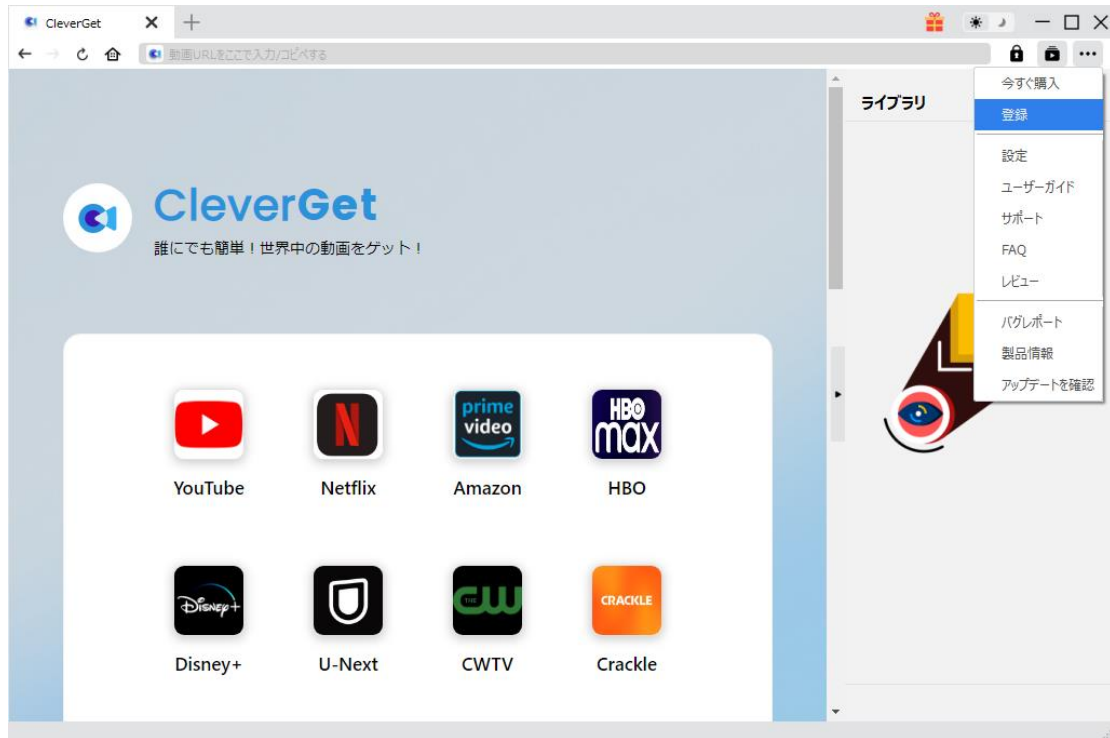 CleverGet
動画URLをここで入力/コピペする
今すぐ購入
登録
設定
ユーザーガイド
サポート
FAQ
レビュー
バグレポート
製品情報
アップデートを確認
ライブラリ
CleverGet
誰にでも簡単！世界中の動画をゲット！
prime
video
HBO
max
YouTube
Netflix
Amazon
HBO
Disney+
THE
CW
CRACKLE
Disney+
U-Next
CWTV
Crackle